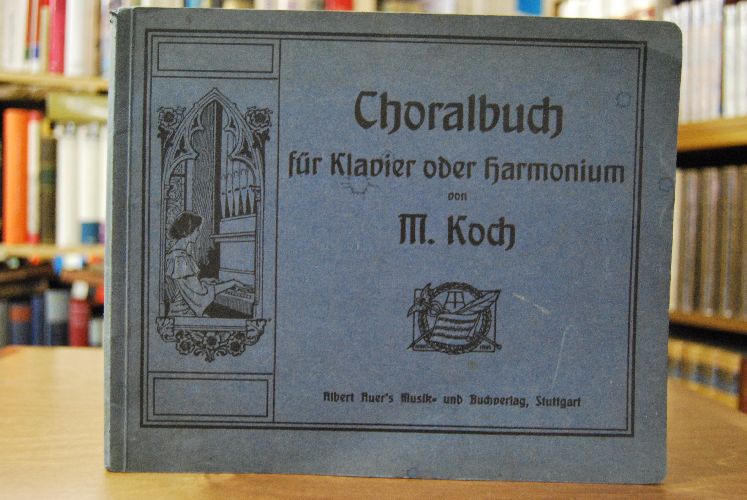 Choralbuch
für Klavier oder Harmonium
von
M. Koch
Albert Auer's Musik- und Buchverlag, Stuttgart